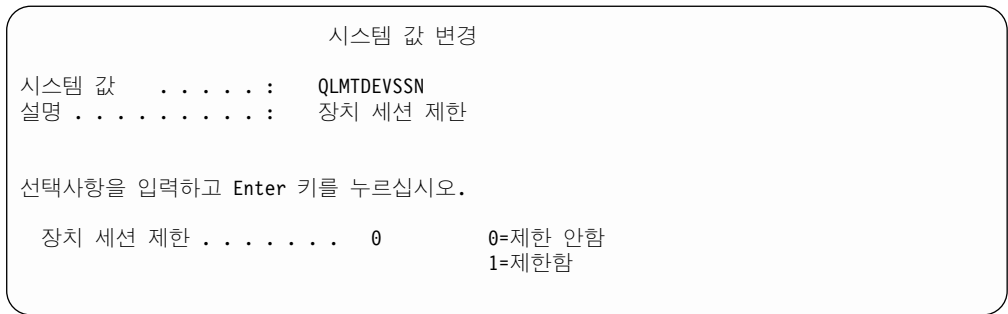 시스템 값 변경
시스템 값 . . . . . : QLMTDEVSSN
설명 . . . . . . . . . : 장치 세션 제한
선택사항을 입력하고 Enter 키를 누르십시오.
장치 세션 제한 . . . . . . . 0 0=제한 안함
1=제한함